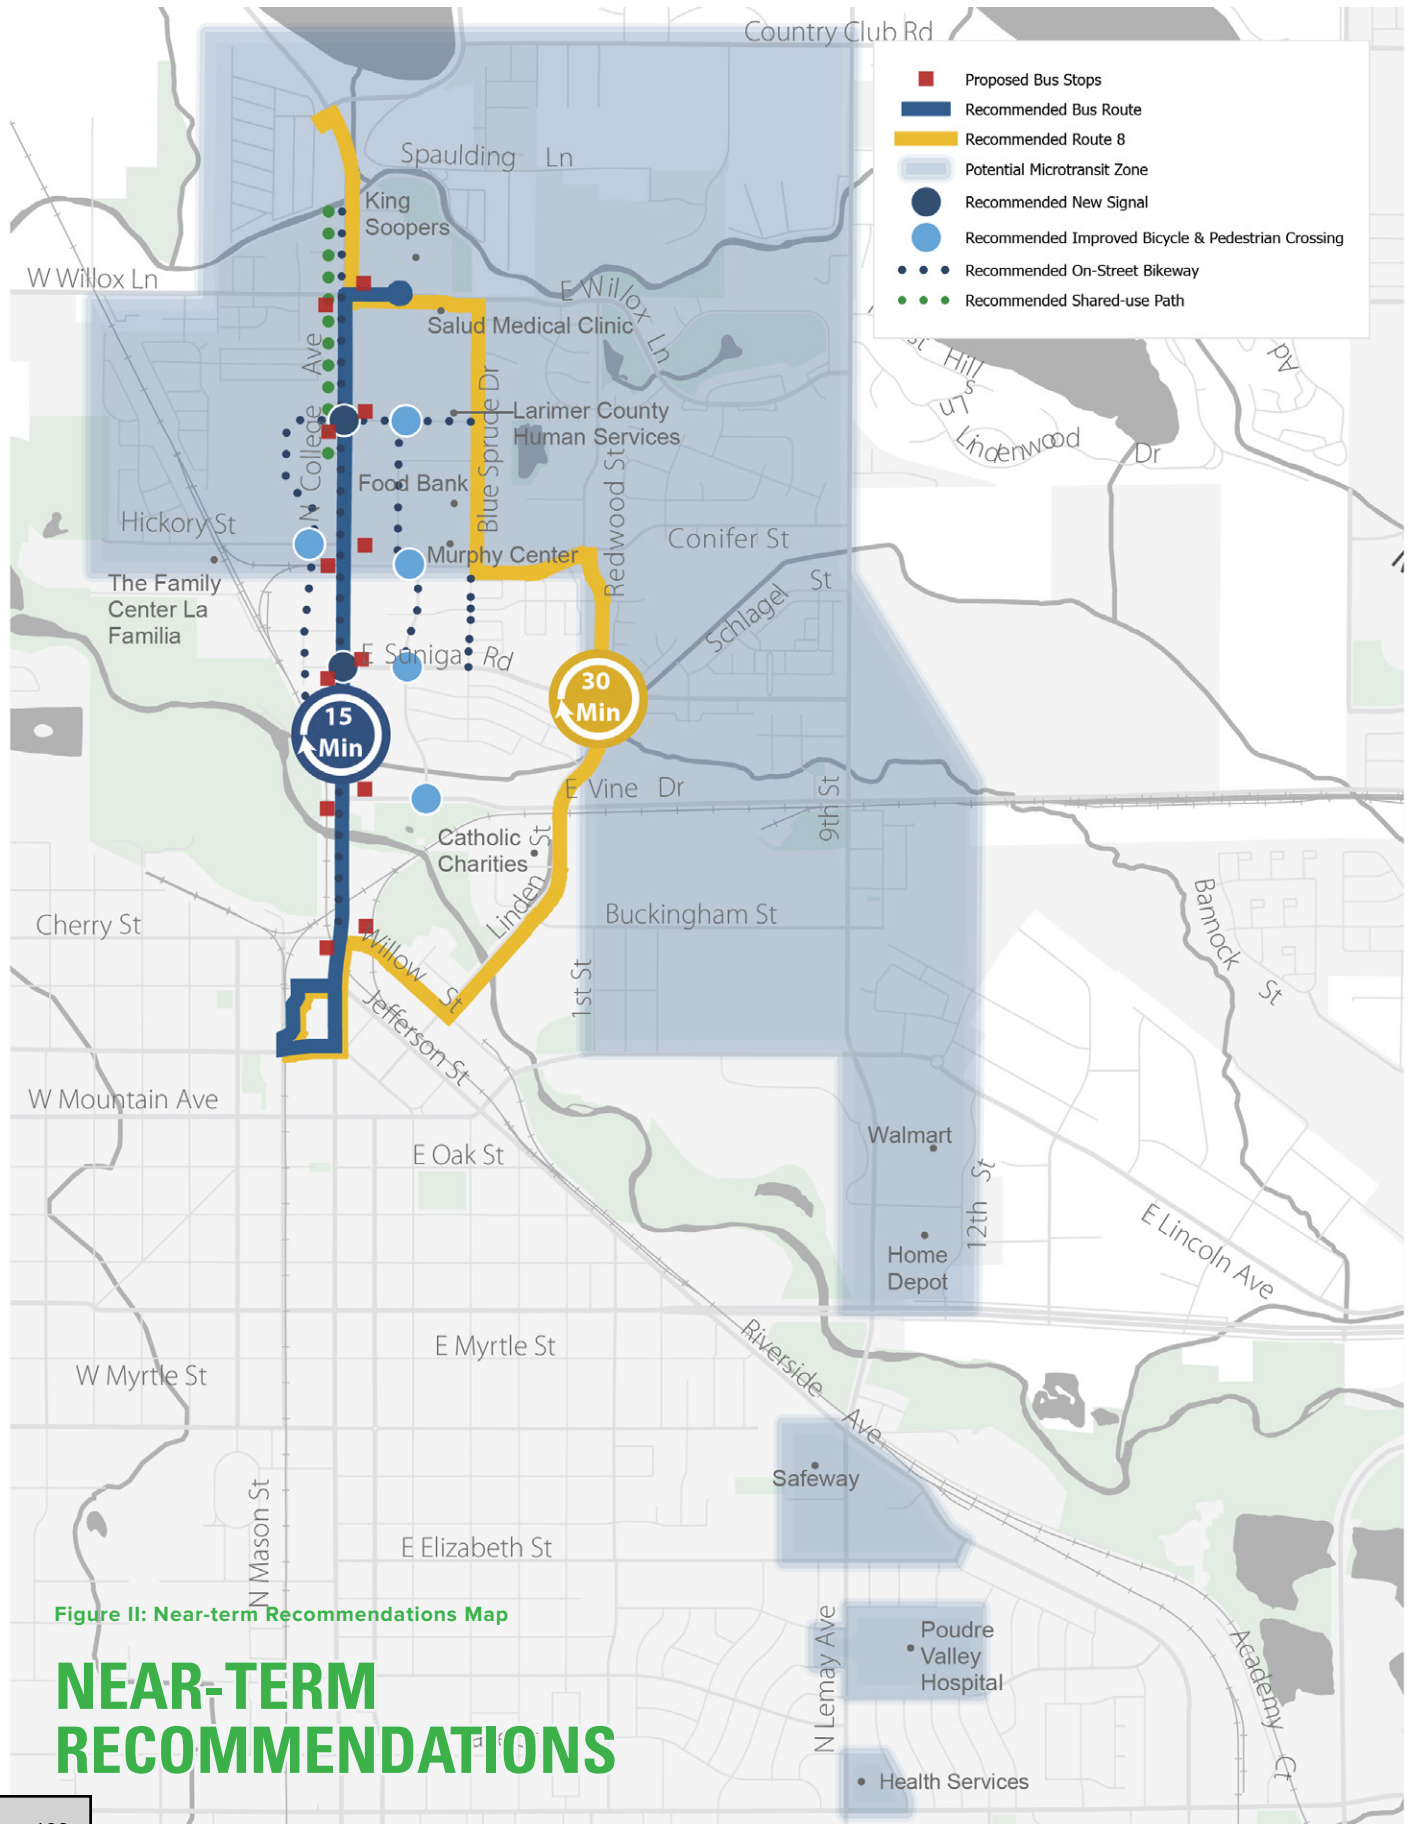 Country Club Rd
Proposed Bus Stops
Recommended Bus Route
Recommended Route 8
Potential Microtransit Zone
Recommended New Signal
Recommended Improved Bicycle & Pedestrian Crossing
Recommended On-Street Bikeway
Recommended Shared-use Path
Spaulding Ln
King
Soopers
W Willox Ln
E Willox Ln
Salud Medical Clinic
N College Ave
Blue Spruce Dr
Larimer County
Human Services
Hill
s
Ln
Lindenwood Dr
Food Bank
Redwood St
Hickory St
Conifer St
Murphy Center
The Family
Center La
Familia
Schlagel St
E Suniga Rd
30
Min
15
Min
E Vine Dr
9th St
Catholic
Charities
Linden St
Cherry St
Buckingham St
Bannock St
Willow St
1st St
Jefferson St
W Mountain Ave
Walmart
E Oak St
12th St
E Lincoln Ave
Home
Depot
E Myrtle St
Riverside Ave
W Myrtle St
Safeway
N Mason St
E Elizabeth St
Figure II: Near-term Recommendations Map
N Lemay Ave
Poudre
Valley
Hospital
Academy Ct
NEAR-TERM
RECOMMENDATIONS
Health Services